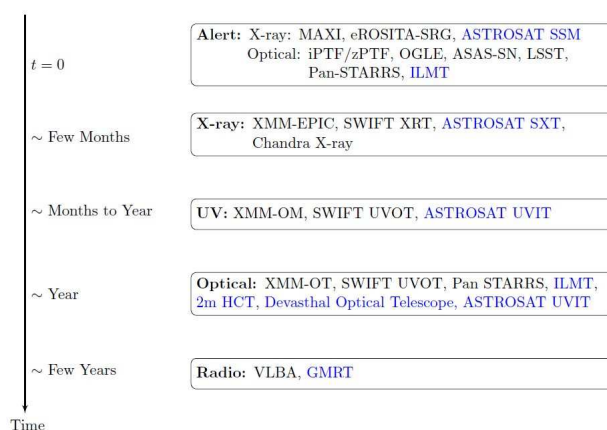 Alert: X-ray: MAXI, eROSITA-SRG, ASTROSAT SSM
Optical: iPTF/zPTF, OGLE, ASAS-SN, LSST,
Pan-STARRS, ILMT
t = 0
X-ray: XMM-EPIC, SWIFT XRT, ASTROSAT SXT,
Chandra X-ray
∼ Few Months
∼ Months to Year
UV: XMM-OM, SWIFT UVOT, ASTROSAT UVIT
Optical: XMM-OT, SWIFT UVOT, Pan STARRS, ILMT,
2m HCT, Devasthal Optical Telescope, ASTROSAT UVIT
∼ Year
∼ Few Years
Radio: VLBA, GMRT
Time